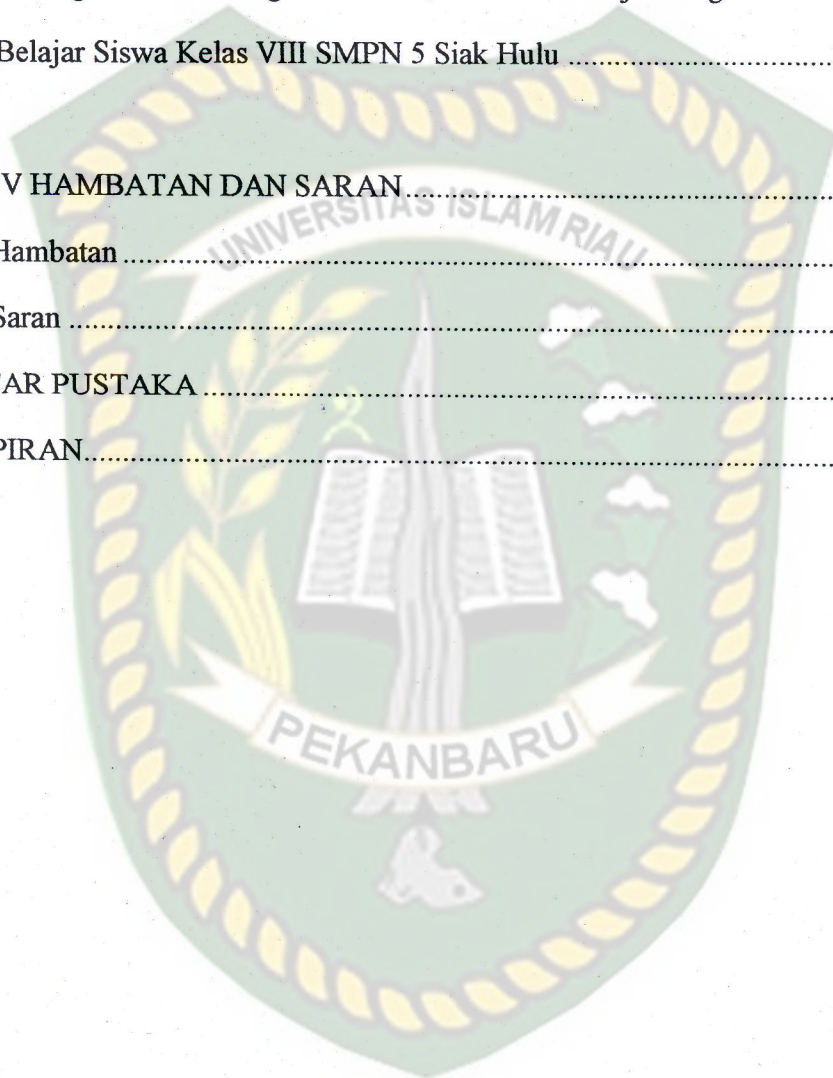 Belajar Siswa Kelas VIII SMPN 5 Siak Hulu ........................................
V HAMBATAN DAN SARAN ........................................
Hambatan ........................................
Saran ........................................
AR PUSTAKA ........................................
PIRAN ........................................
UNIVERSITAS ISLAM RIAU
PEKANBARU